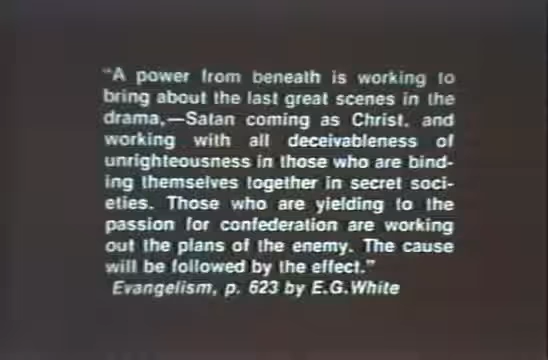 "A power from beneath is working to
bring about the last great scenes in the
drama,—Satan coming as Christ, and
working with all deceivableness of
unrighteousness in those who are bind-
ing themselves together in secret soci-
eties. Those who are yielding to the
passion for confederation are working
out the plans of the enemy. The cause
will be followed by the effect."
Evangelism, p. 623 by E.G.White